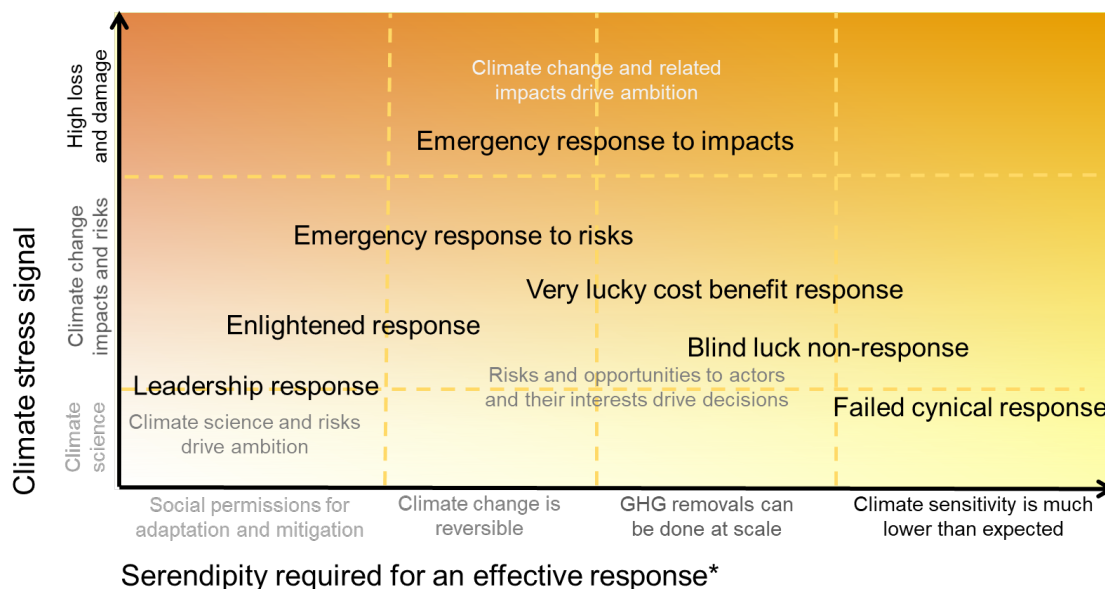 Climate stress signal
High loss
and damage
Climate change
impacts and risks
Climate
science
Climate change and related
impacts drive ambition
Emergency response to impacts
Emergency response to risks
Very lucky cost benefit response
Enlightened response
Blind luck non-response
Leadership response
Risks and opportunities to actors
and their interests drive decisions
Failed cynical response
Climate science and risks
drive ambition
Social permissions for
adaptation and mitigation
Climate change is
reversible
GHG removals can
be done at scale
Climate sensitivity is much
lower than expected
Serendipity required for an effective response*